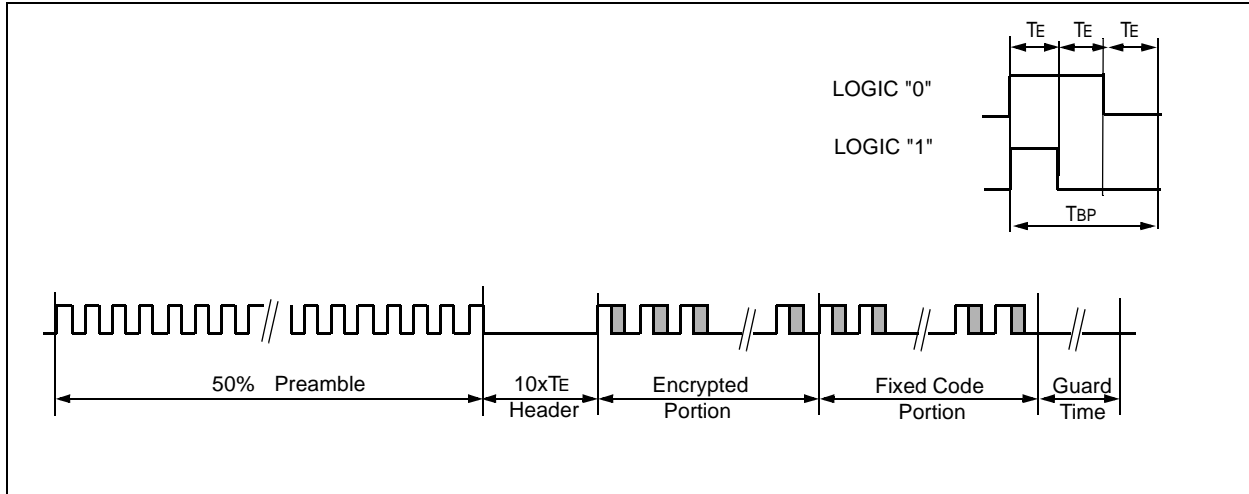 TE TE TE
LOGIC "0"
LOGIC "1"
TBP
50% Preamble
10xTE
Header
Encrypted
Portion
Fixed Code
Portion
Guard
Time